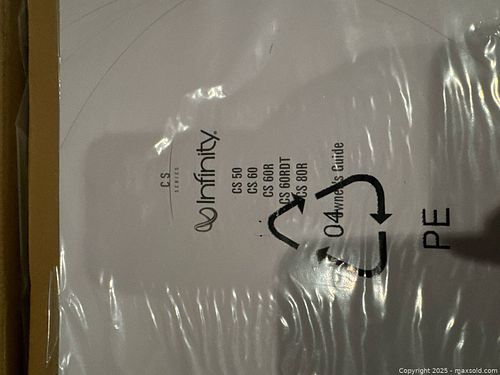 CS
SERIES
Infinity.
CS 50
CS 60
CS 60R
CS 60RDT
CS 80R
Owner's Guide
04
PE
Copyright 2025 - maxsold.com